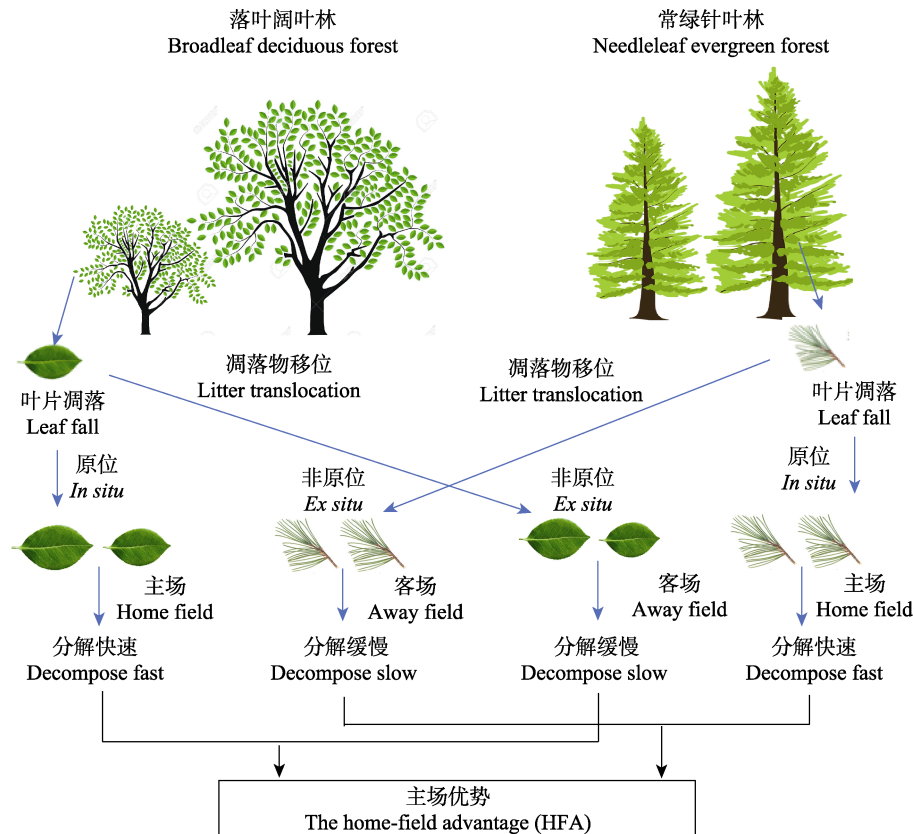 落叶阔叶林
Broadleaf deciduous forest
常绿针叶林
Needleleaf evergreen forest
凋落物移位
Litter translocation
凋落物移位
Litter translocation
叶片凋落
Leaf fall
叶片凋落
Leaf fall
原位
In situ
非原位
Ex situ
非原位
Ex situ
原位
In situ
主场
Home field
客场
Away field
客场
Away field
主场
Home field
分解快速
Decompose fast
分解缓慢
Decompose slow
分解缓慢
Decompose slow
分解快速
Decompose fast
主场优势
The home-field advantage (HFA)